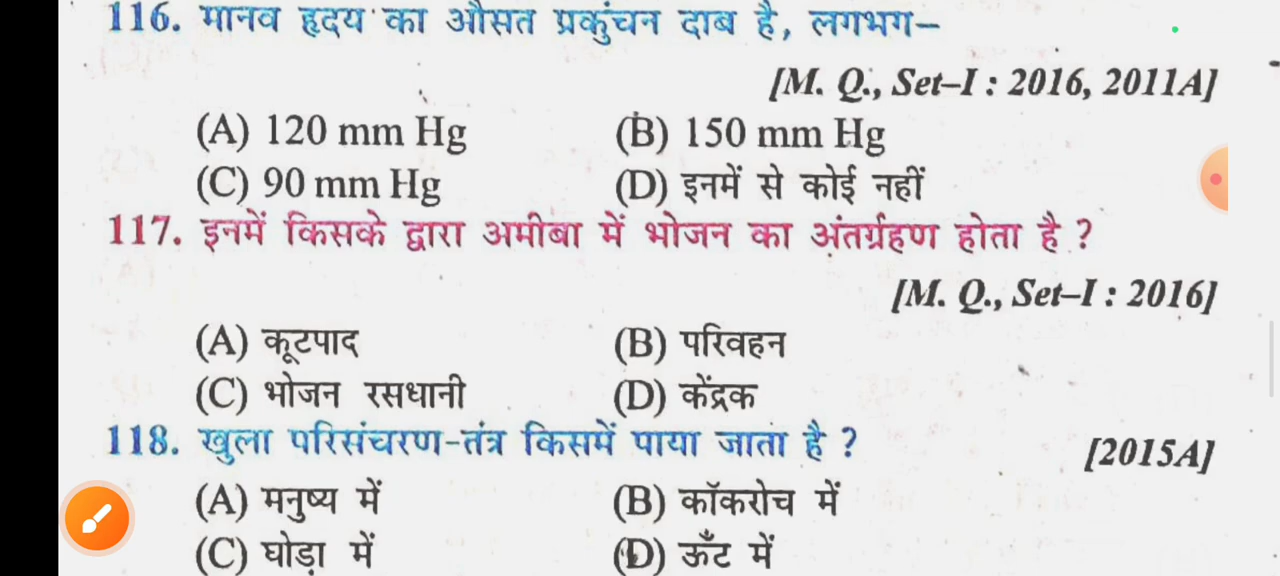 116. मानव हृदय का औसत प्रकुंचन दाब है, लगभग–
[M. Q., Set–I : 2016, 2011A]
(A) 120 mm Hg (B) 150 mm Hg
(C) 90 mm Hg (D) इनमें से कोई नहीं
117. इनमें किसके द्वारा अमीबा में भोजन का अंतर्ग्रहण होता है ?
[M. Q., Set–I : 2016]
(A) कूटपाद (B) परिवहन
(C) भोजन रसधानी (D) केंद्रक
118. खुला परिसंचरण-तंत्र किसमें पाया जाता है ? [2015A]
(A) मनुष्य में (B) कॉकरोच में
(C) घोड़ा में (D) ऊँट में